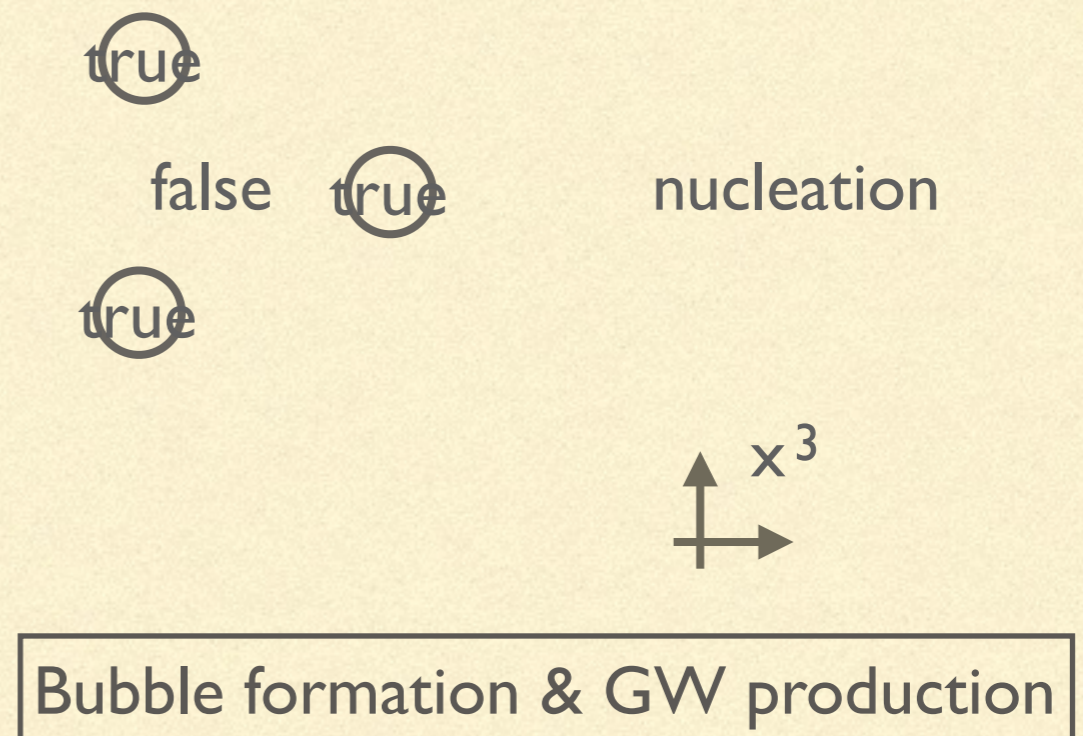 true
false true nucleation
true
x³
Bubble formation & GW production